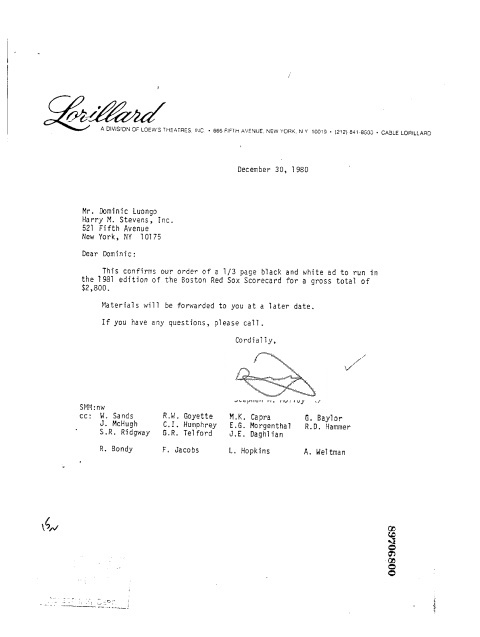 Lorillard
A DIVISION OF LOEW'S THEATRES, INC. • 666 FIFTH AVENUE, NEW YORK, N.Y. 10019 • (212) 841-8000 • CABLE LORILLARD
December 30, 1980
Mr. Dominic Luongo
Harry M. Stevens, Inc.
521 Fifth Avenue
New York, NY 10175
Dear Dominic:
This confirms our order of a 1/3 page black and white ad to run in
the 1981 edition of the Boston Red Sox Scorecard for a gross total of
$2,800.
Materials will be forwarded to you at a later date.
If you have any questions, please call.
Cordially,
SMM:nw
cc: W. Sands R.W. Goyette M.K. Capra G. Baylor
J. McHugh C.I. Humphrey E.G. Morgenthal R.D. Hammer
S.R. Ridgway G.R. Telford J.E. Daghlian
R. Bondy F. Jacobs L. Hopkins A. Weitman
89706800